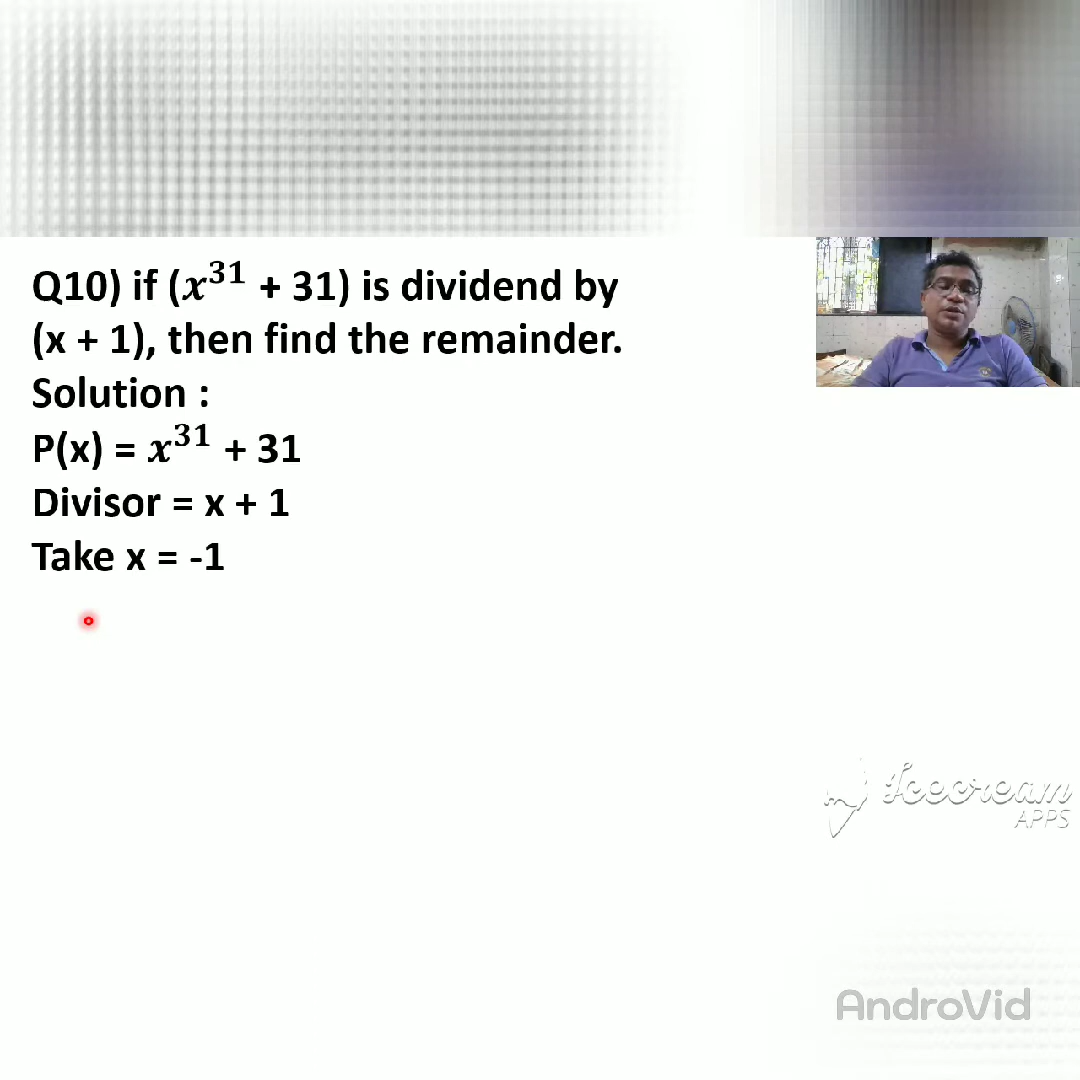 Q10) if (x³¹ + 31) is dividend by
(x + 1), then find the remainder.
Solution :
P(x) = x³¹ + 31
Divisor = x + 1
Take x = -1
Icecream
APPS
AndroVid